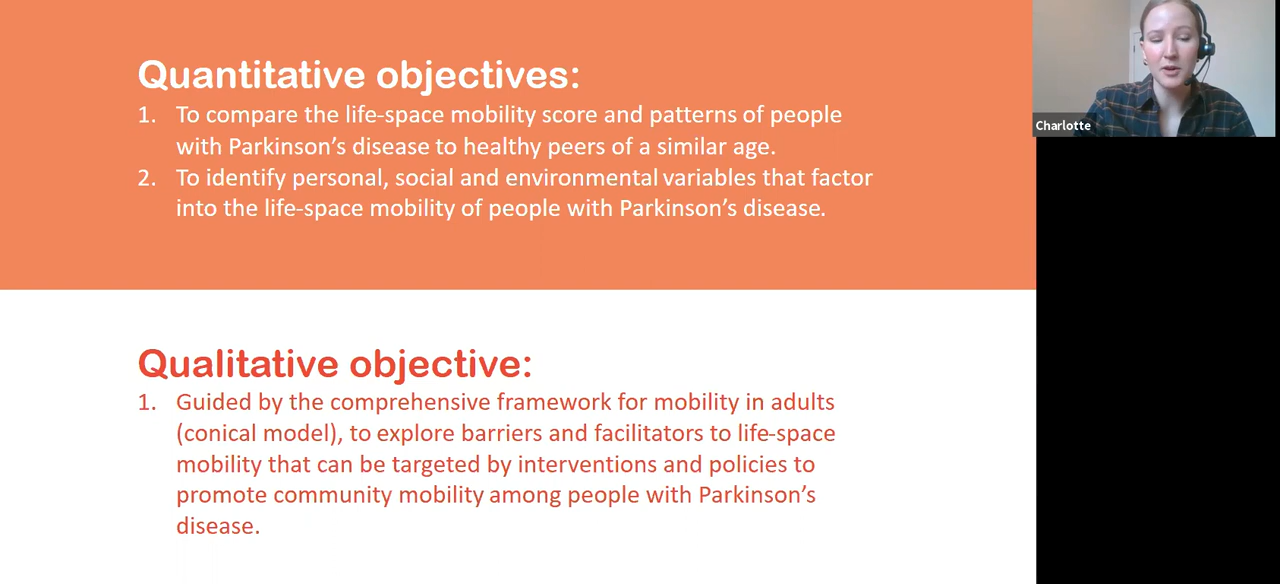 Quantitative objectives:
1. To compare the life-space mobility score and patterns of people
with Parkinson's disease to healthy peers of a similar age.
2. To identify personal, social and environmental variables that factor
into the life-space mobility of people with Parkinson's disease.
Qualitative objective:
1. Guided by the comprehensive framework for mobility in adults
(conical model), to explore barriers and facilitators to life-space
mobility that can be targeted by interventions and policies to
promote community mobility among people with Parkinson's
disease.
Charlotte